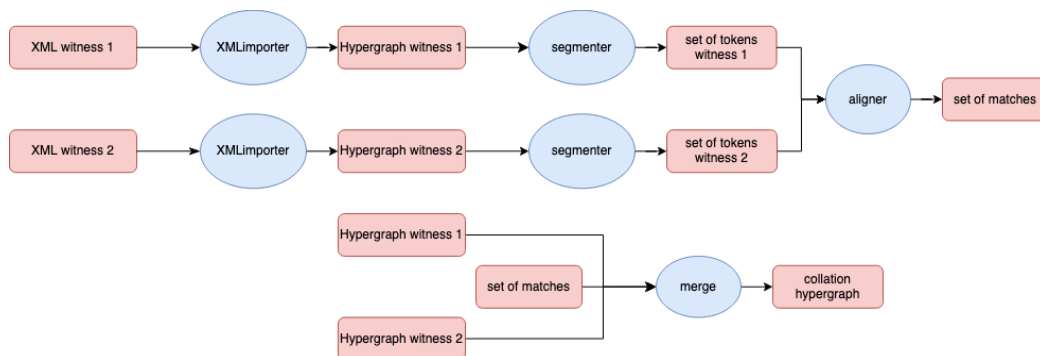 XML witness 1
XMLimporter
Hypergraph witness 1
segmenter
set of tokens
witness 1
aligner
set of matches
XML witness 2
XMLimporter
Hypergraph witness 2
segmenter
set of tokens
witness 2
Hypergraph witness 1
set of matches
merge
collation
hypergraph
Hypergraph witness 2